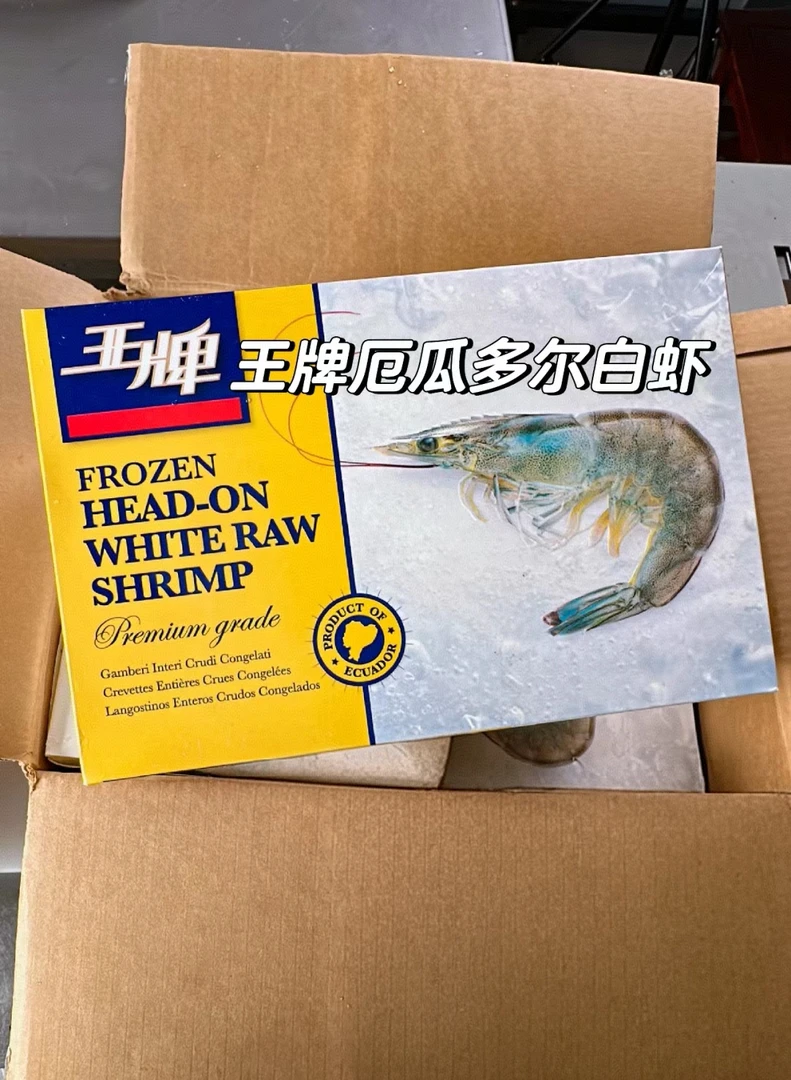 王牌
王牌厄瓜多尔白虾
FROZEN
HEAD-ON
WHITE RAW
SHRIMP
Premium grade
Gamberi Interi Crudi Congelati
Crevettes Entières Crues Congelées
Langostinos Enteros Crudos Congelados
PRODUCT OF
ECUADOR